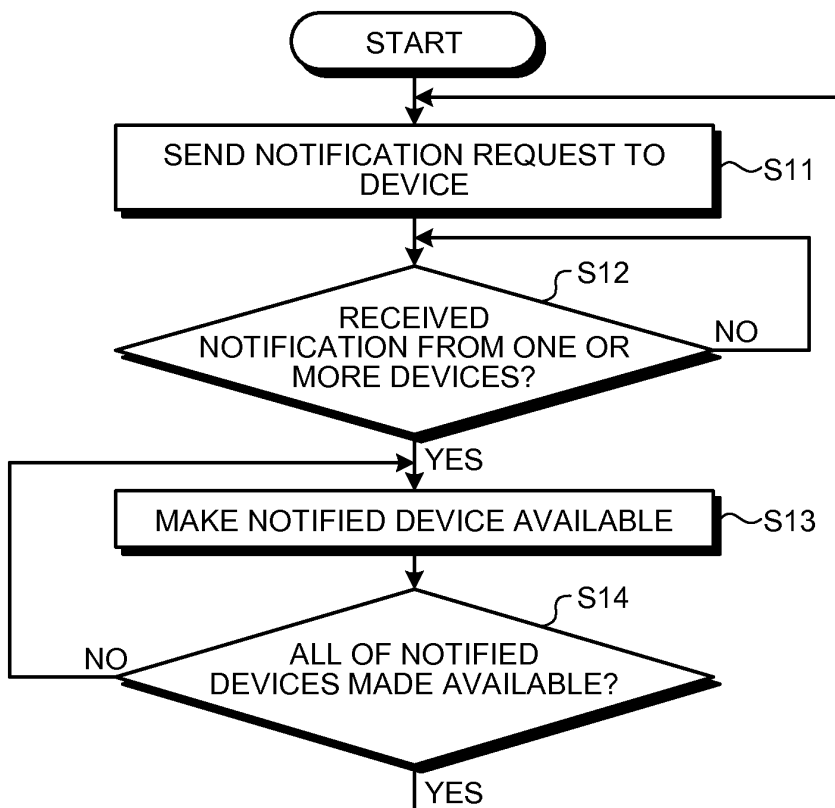 START
SEND NOTIFICATION REQUEST TO
DEVICE
S11
S12
RECEIVED
NOTIFICATION FROM ONE OR
MORE DEVICES?
NO
YES
MAKE NOTIFIED DEVICE AVAILABLE
S13
S14
NO
ALL OF NOTIFIED
DEVICES MADE AVAILABLE?
YES